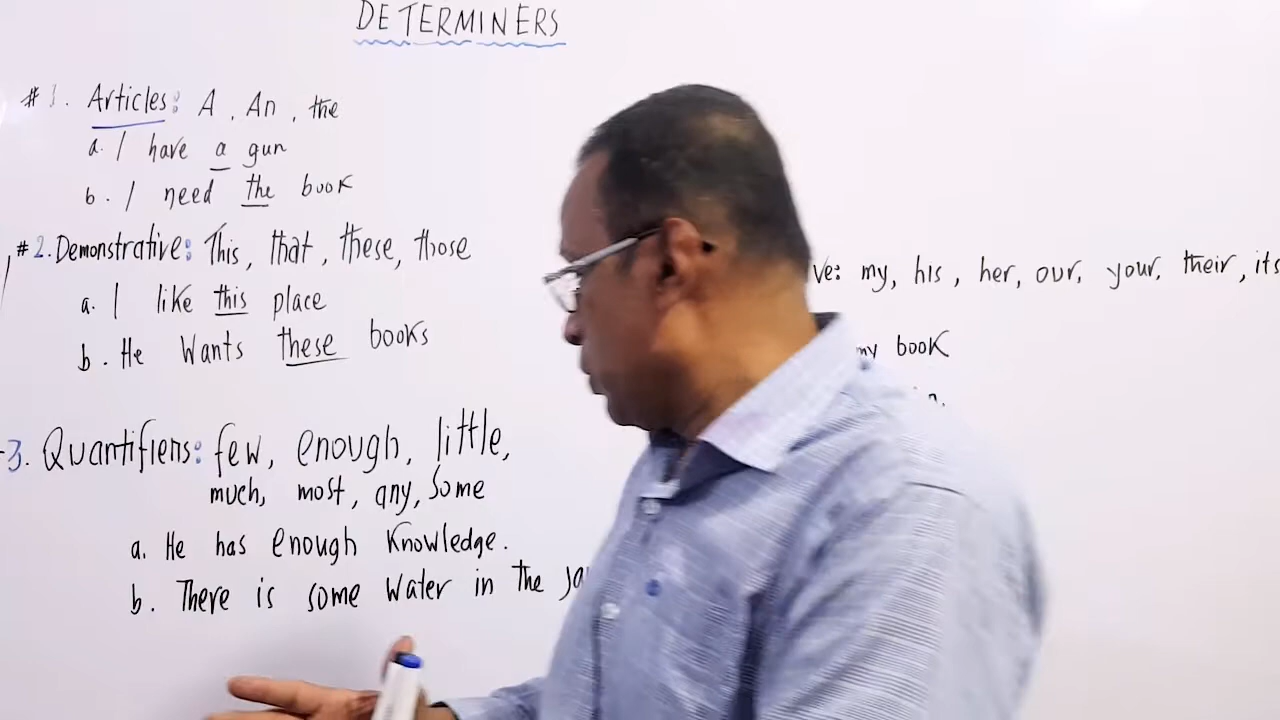 DETERMINERS
# 1. Articles: A, An, the
a. I have a gun
b. I need the book
#2. Demonstrative: This, that, these, those
a. I like this place
b. He Wants these books
3. Quantifiers: few, enough, little,
much, most, any, some
a. He has enough Knowledge.
b. There is some Water in the
my, his, her, our, your, their, its
my book